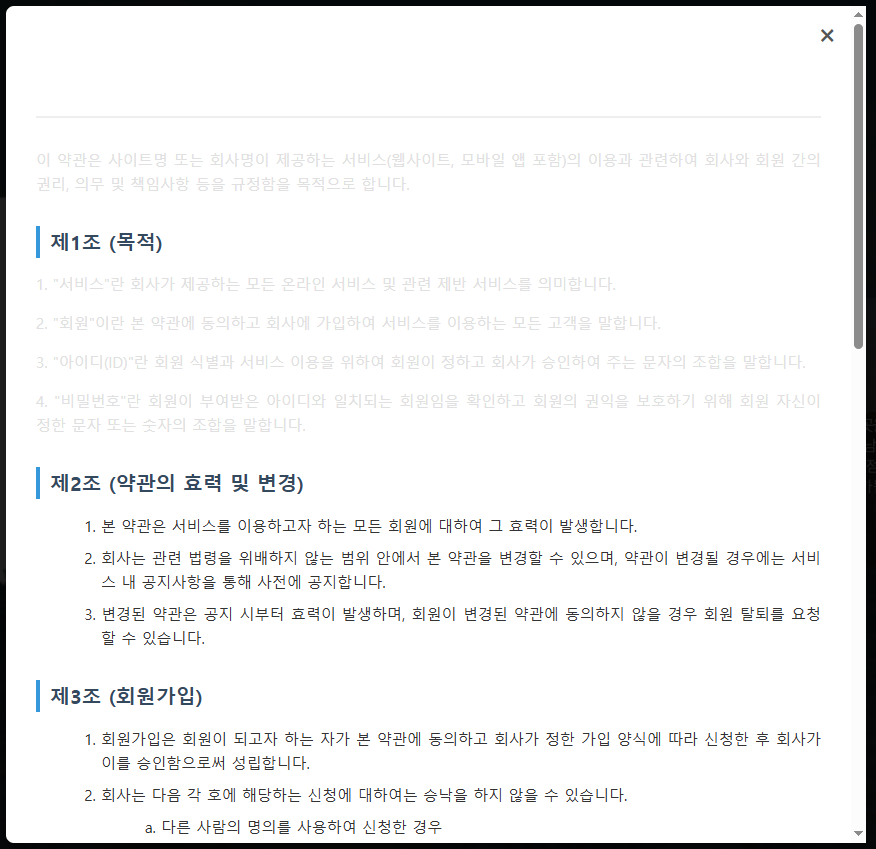 ×
이 약관은 사이트명 또는 회사명이 제공하는 서비스(웹사이트, 모바일 앱 포함)의 이용과 관련하여 회사와 회원 간의
권리, 의무 및 책임사항 등을 규정함을 목적으로 합니다.
제1조 (목적)
1. "서비스"란 회사가 제공하는 모든 온라인 서비스 및 관련 제반 서비스를 의미합니다.
2. "회원"이란 본 약관에 동의하고 회사에 가입하여 서비스를 이용하는 모든 고객을 말합니다.
3. "아이디(ID)"란 회원 식별과 서비스 이용을 위하여 회원이 정하고 회사가 승인하여 주는 문자의 조합을 말합니다.
4. "비밀번호"란 회원이 부여받은 아이디와 일치되는 회원임을 확인하고 회원의 권익을 보호하기 위해 회원 자신이
정한 문자 또는 숫자의 조합을 말합니다.
제2조 (약관의 효력 및 변경)
1. 본 약관은 서비스를 이용하고자 하는 모든 회원에 대하여 그 효력이 발생합니다.
2. 회사는 관련 법령을 위배하지 않는 범위 안에서 본 약관을 변경할 수 있으며, 약관이 변경될 경우에는 서비
스 내 공지사항을 통해 사전에 공지합니다.
3. 변경된 약관은 공지 시부터 효력이 발생하며, 회원이 변경된 약관에 동의하지 않을 경우 회원 탈퇴를 요청
할 수 있습니다.
제3조 (회원가입)
1. 회원가입은 회원이 되고자 하는 자가 본 약관에 동의하고 회사가 정한 가입 양식에 따라 신청한 후 회사가
이를 승인함으로써 성립합니다.
2. 회사는 다음 각 호에 해당하는 신청에 대하여는 승낙을 하지 않을 수 있습니다.
a. 다른 사람의 명의를 사용하여 신청한 경우